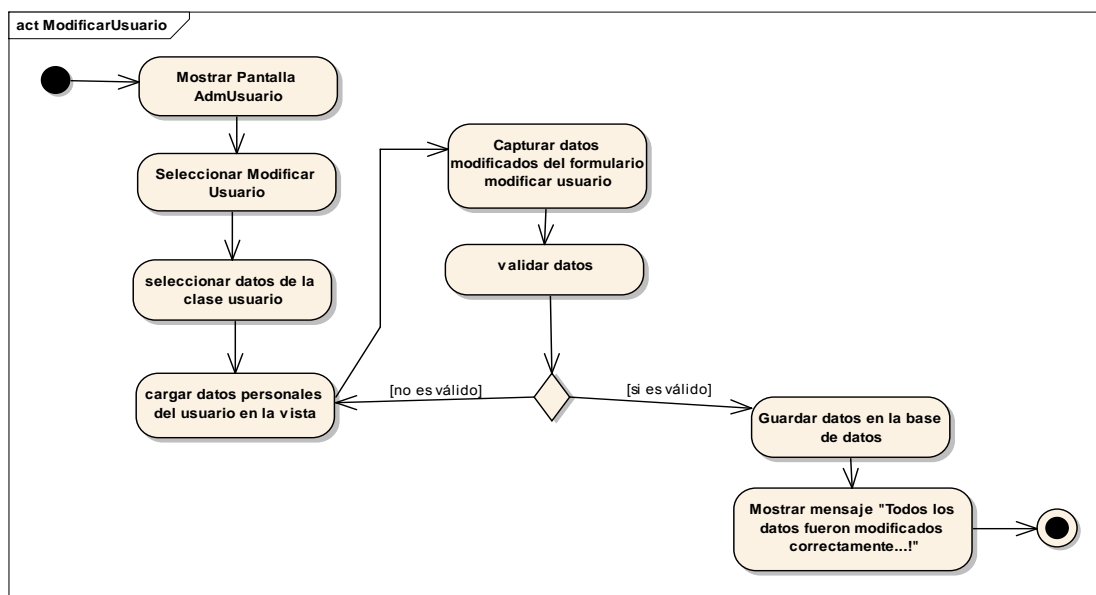 act ModificarUsuario
Mostrar Pantalla
AdmUsuario
Seleccionar Modificar
Usuario
seleccionar datos de la
clase usuario
cargar datos personales
del usuario en la vista
Capturar datos
modificados del formulario
modificar usuario
validar datos
[no es válido]
[si es válido]
Guardar datos en la base
de datos
Mostrar mensaje "Todos los
datos fueron modificados
correctamente...!"